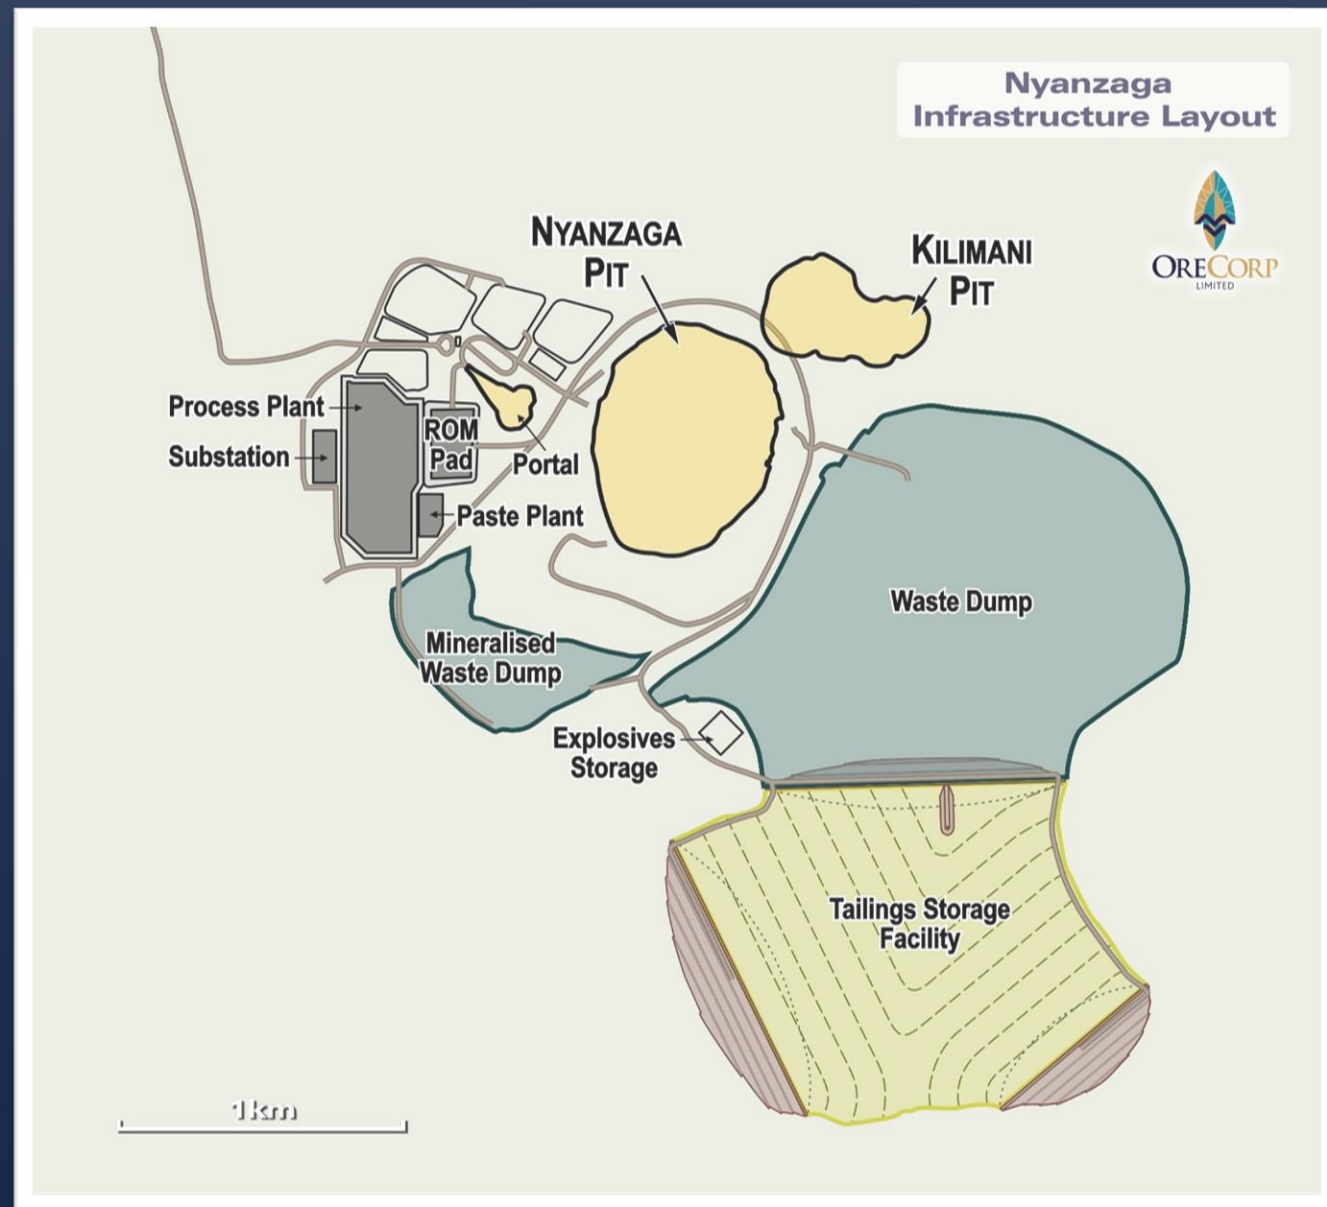 Nyanzaga
Infrastructure Layout
ORECORP
LIMITED
NYANZAGA
PIT
KILIMANI
PIT
Process Plant
Substation
ROM
Pad
Portal
Paste Plant
Waste Dump
Mineralised
Waste Dump
Explosives
Storage
Tailings Storage
Facility
1km